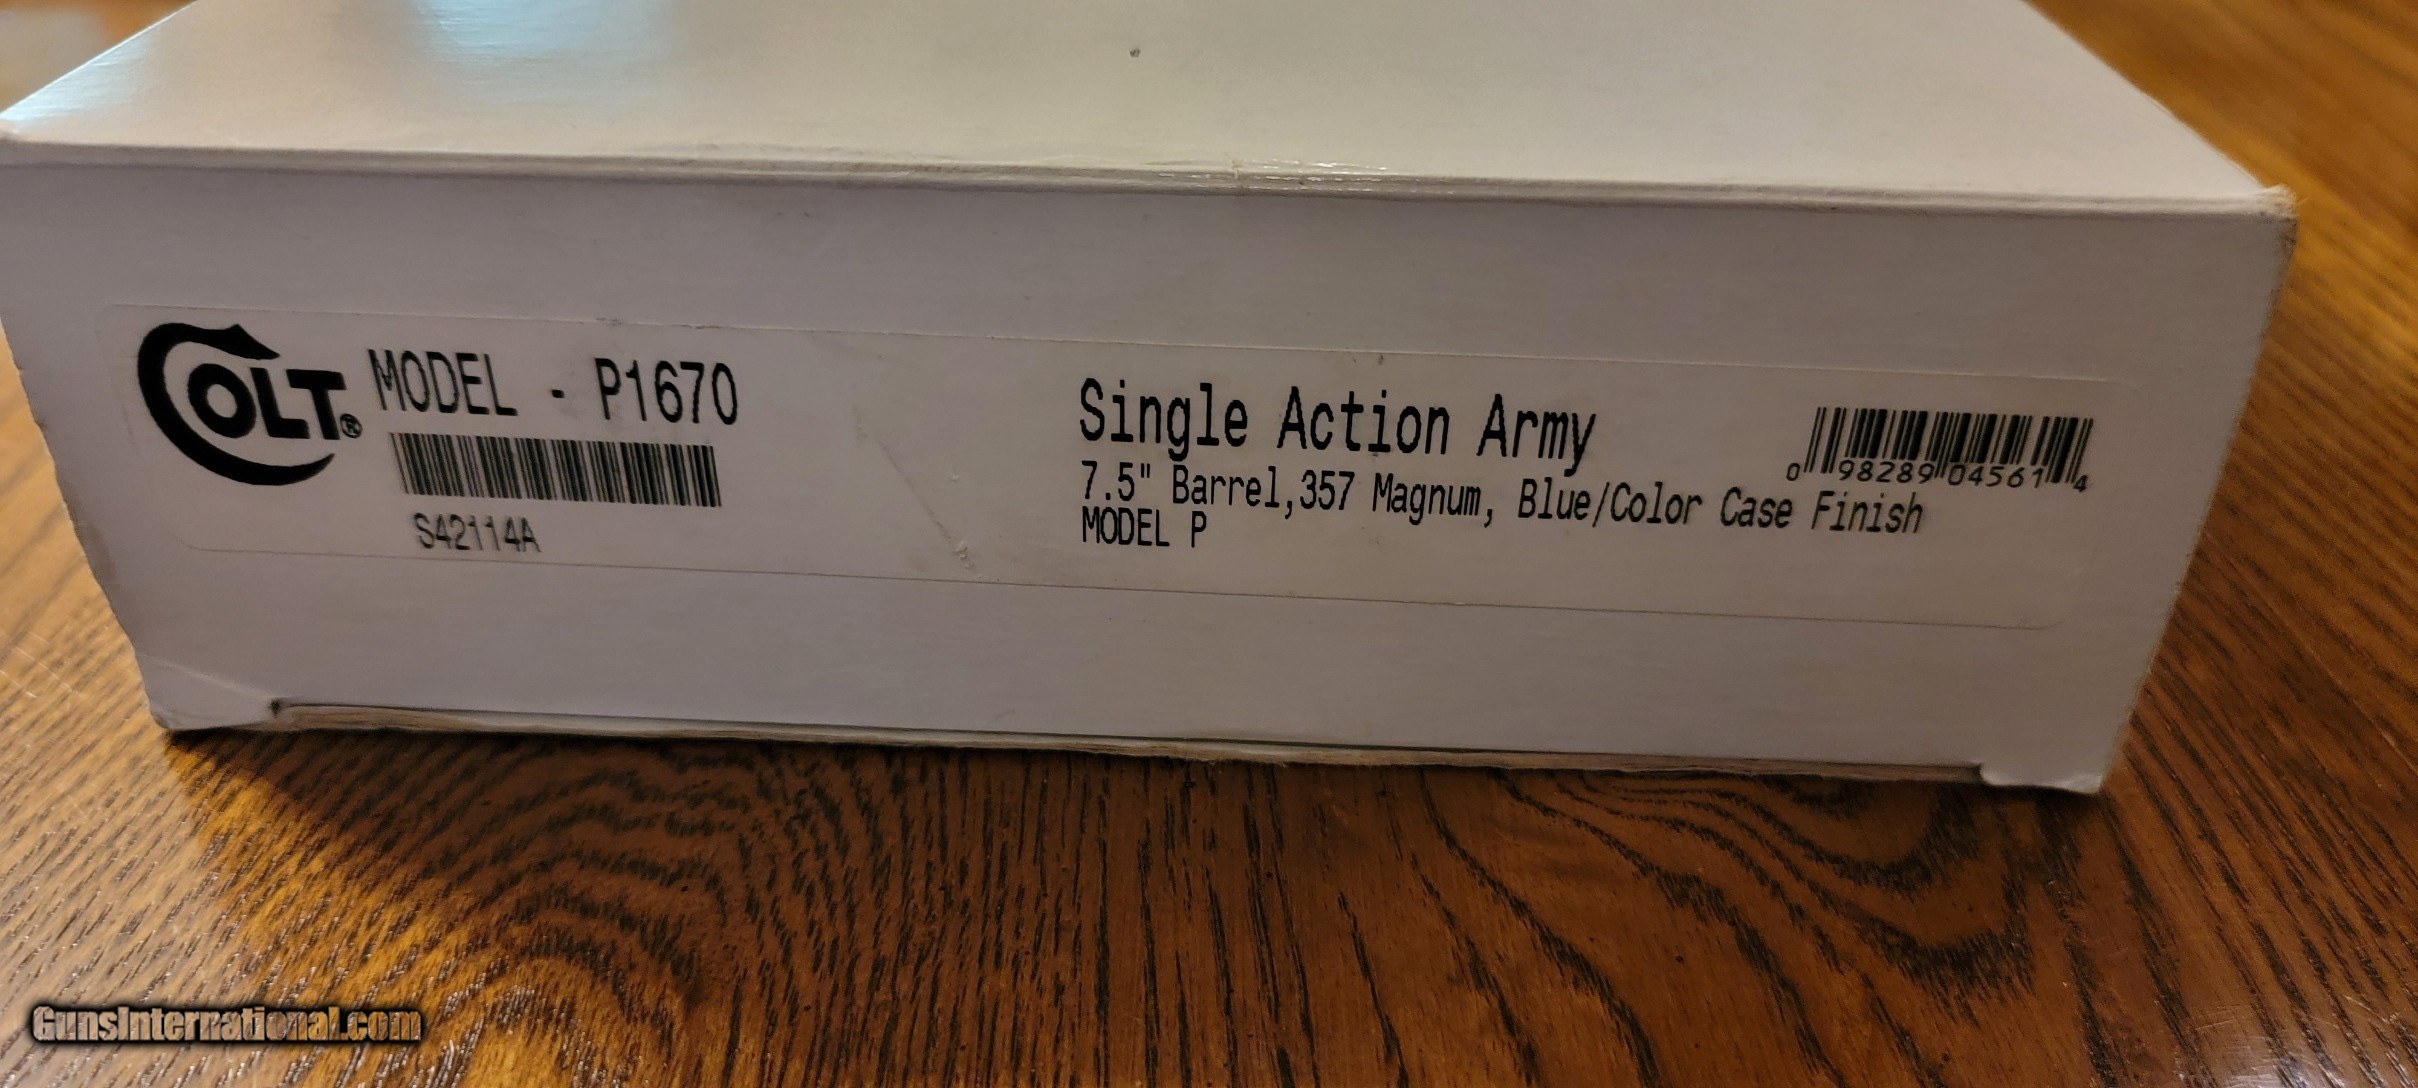 COLT® MODEL - P1670
S42114A
Single Action Army
7.5" Barrel,357 Magnum, Blue/Color Case Finish
MODEL P
0 98289 04561 4
GunsInternational.com